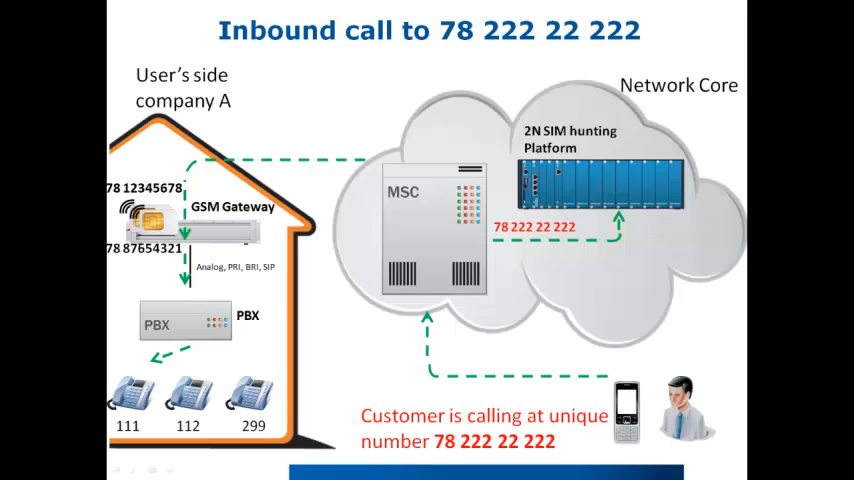 Inbound call to 78 222 22 222
User's side
company A
Network Core
2N SIM hunting
Platform
MSC
78 12345678
GSM Gateway
78 222 22 222
78 87654321
Analog, PRI, BRI, SIP
PBX
PBX
111
112
299
Customer is calling at unique
number 78 222 22 222